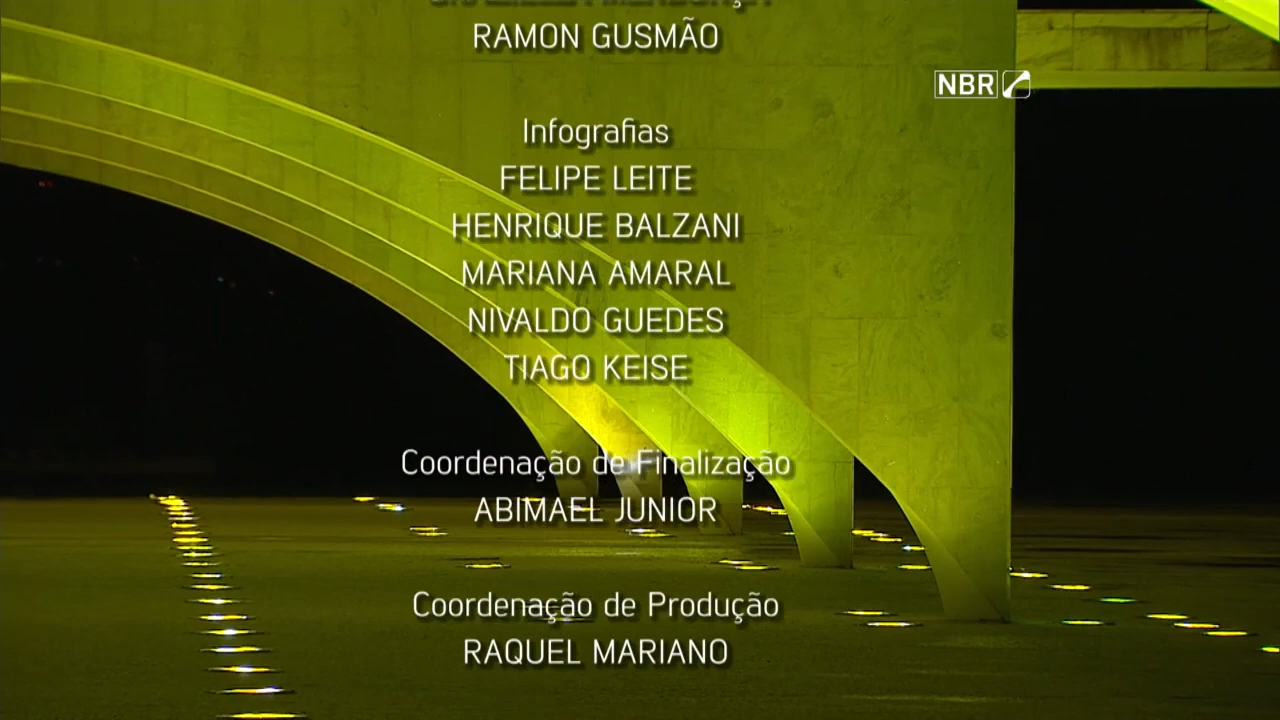 RAMON GUSMÃO
NBR
Infografias
FELIPE LEITE
HENRIQUE BALZANI
MARIANA AMARAL
NIVALDO GUEDES
TIAGO KEISE
Coordenação de Finalização
ABIMAEL JUNIOR
Coordenação de Produção
RAQUEL MARIANO